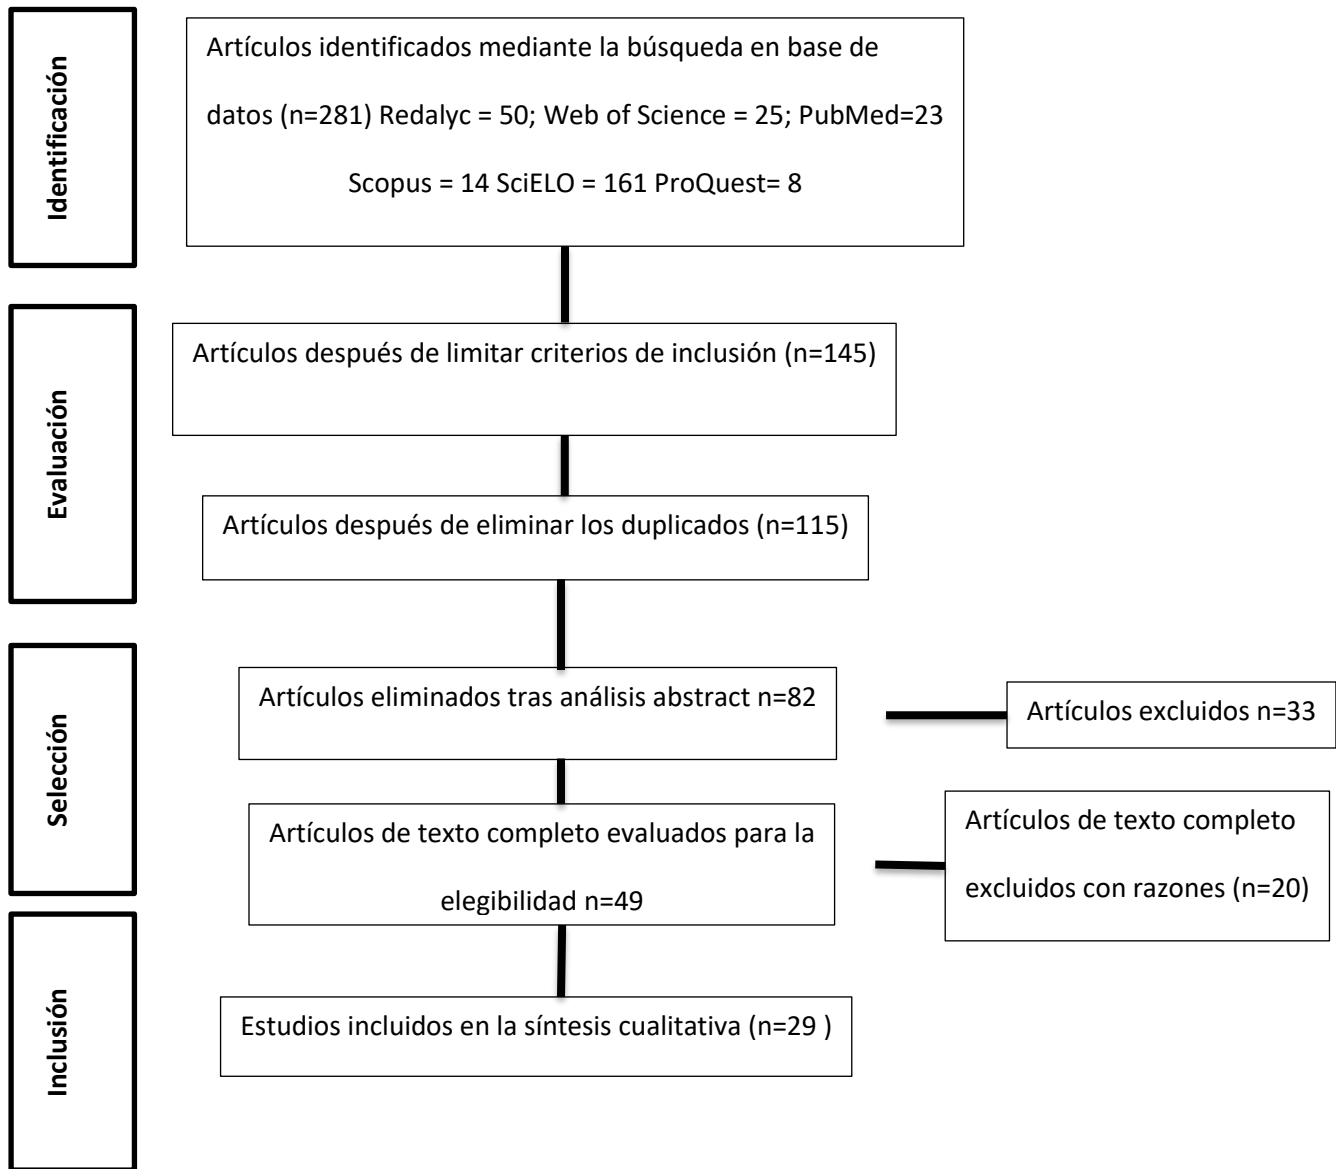 Identificación
Artículos identificados mediante la búsqueda en base de
datos (n=281) Redalyc = 50; Web of Science = 25; PubMed=23
Scopus = 14 SciELO = 161 ProQuest= 8
Evaluación
Artículos después de limitar criterios de inclusión (n=145)
Artículos después de eliminar los duplicados (n=115)
Selección
Artículos eliminados tras análisis abstract n=82
Artículos excluidos n=33
Artículos de texto completo evaluados para la
elegibilidad n=49
Artículos de texto completo
excluidos con razones (n=20)
Inclusión
Estudios incluidos en la síntesis cualitativa (n=29 )